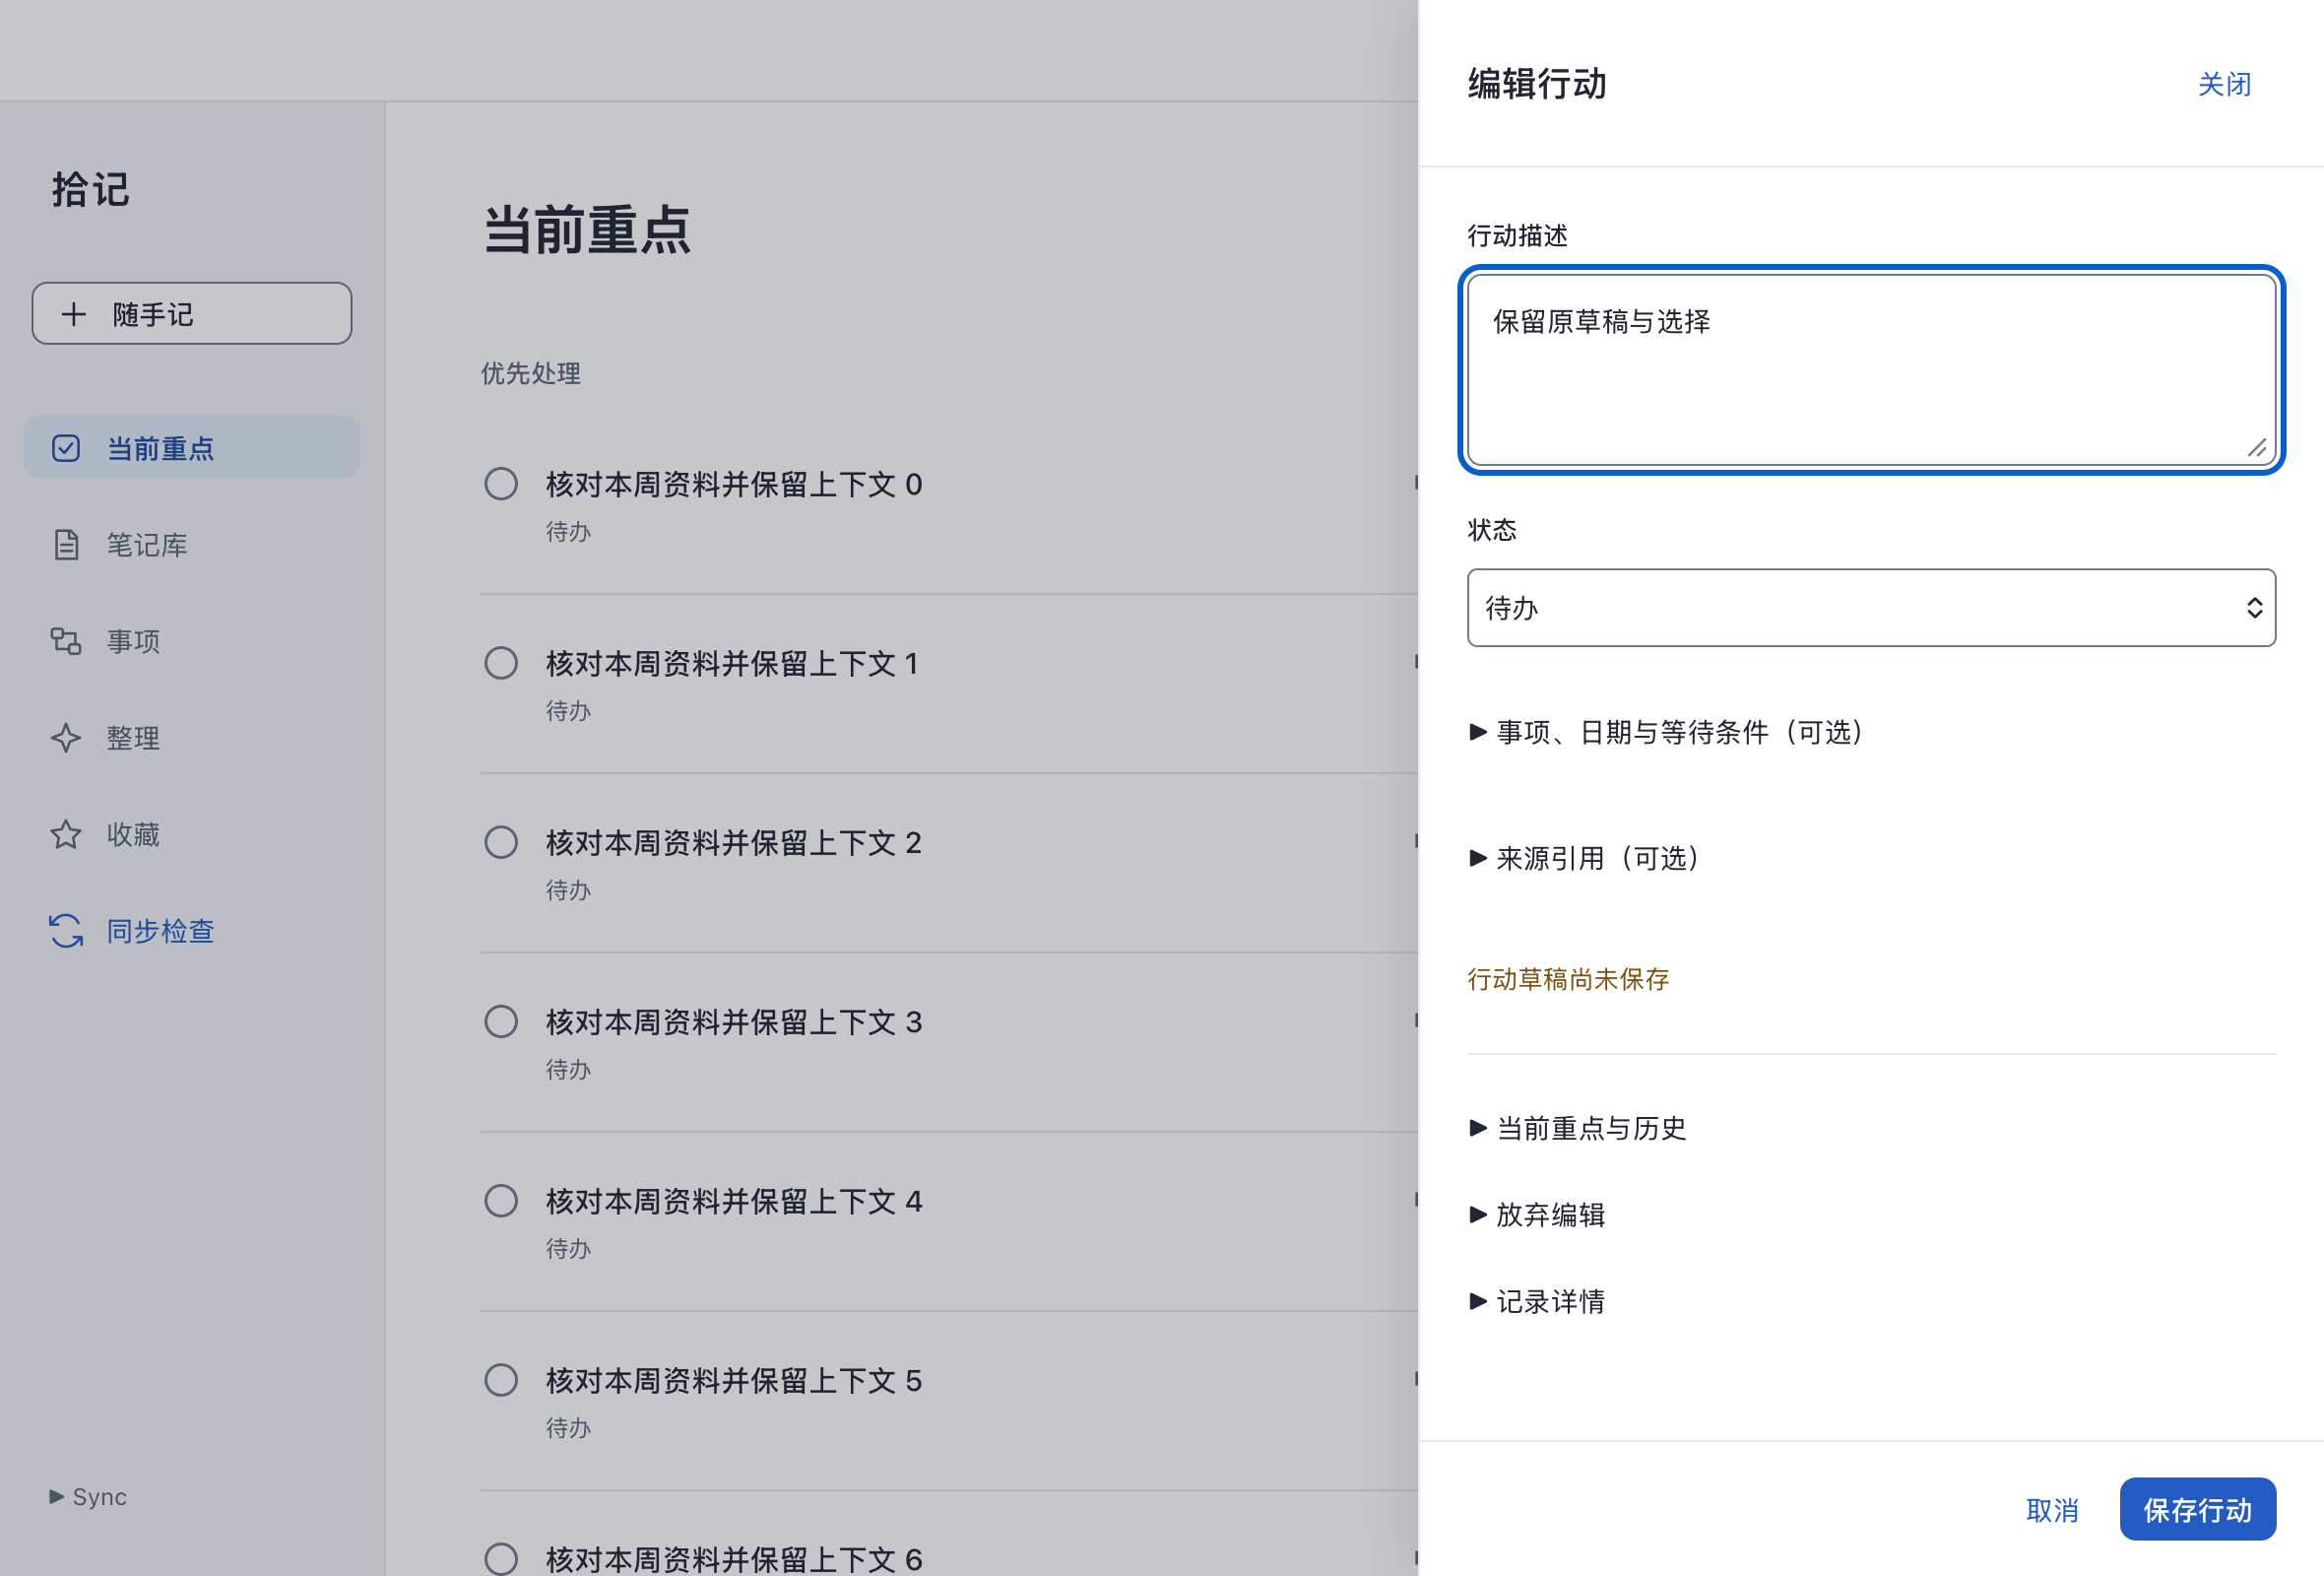 拾记
随手记
当前重点
笔记库
事项
整理
收藏
同步检查
Sync
当前重点
优先处理
核对本周资料并保留上下文 0
待办
核对本周资料并保留上下文 1
待办
核对本周资料并保留上下文 2
待办
核对本周资料并保留上下文 3
待办
核对本周资料并保留上下文 4
待办
核对本周资料并保留上下文 5
待办
核对本周资料并保留上下文 6
编辑行动
关闭
行动描述
保留原草稿与选择
状态
待办
事项、日期与等待条件（可选）
来源引用（可选）
行动草稿尚未保存
当前重点与历史
放弃编辑
记录详情
取消
保存行动